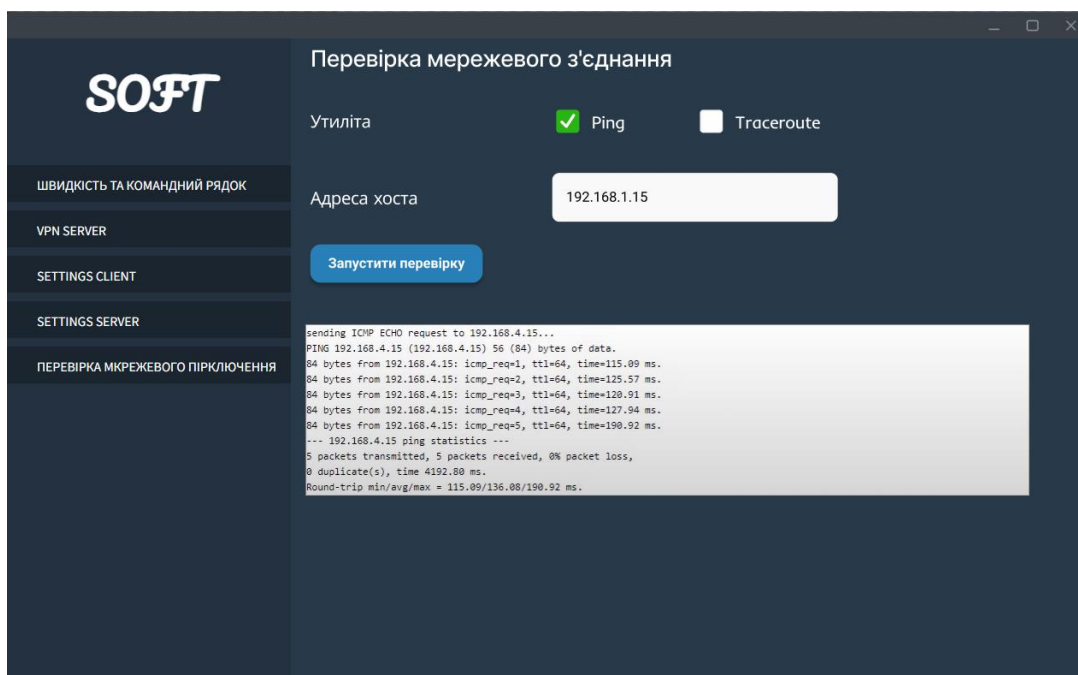 SOFT
ШВИДКІСТЬ ТА КОМАНДНИЙ РЯДОК
VPN SERVER
SETTINGS CLIENT
SETTINGS SERVER
ПЕРЕВІРКА МКРЕЖЕВОГО ПІРКЛЮЧЕННЯ
Перевірка мережевого з'єднання
Утиліта Ping Traceroute
Адреса хоста 192.168.1.15
Запустити перевірку
sending ICMP ECHO request to 192.168.4.15...
PING 192.168.4.15 (192.168.4.15) 56 (84) bytes of data.
84 bytes from 192.168.4.15: icmp_req=1, ttl=64, time=115.09 ms.
84 bytes from 192.168.4.15: icmp_req=2, ttl=64, time=125.57 ms.
84 bytes from 192.168.4.15: icmp_req=3, ttl=64, time=120.91 ms.
84 bytes from 192.168.4.15: icmp_req=4, ttl=64, time=127.94 ms.
84 bytes from 192.168.4.15: icmp_req=5, ttl=64, time=190.92 ms.
--- 192.168.4.15 ping statistics ---
5 packets transmitted, 5 packets received, 0% packet loss,
0 duplicate(s), time 4192.80 ms.
Round-trip min/avg/max = 115.09/136.08/190.92 ms.